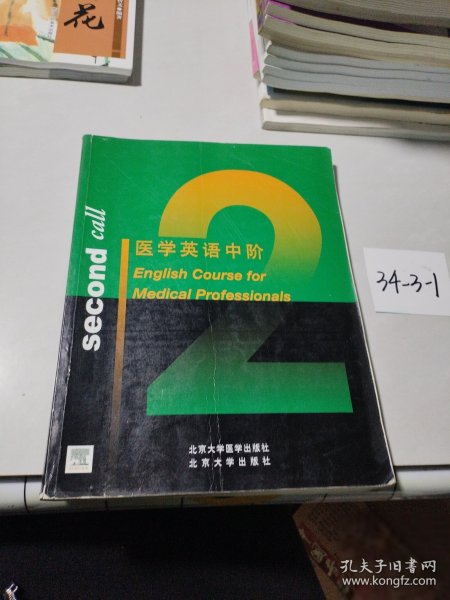 花
second call
2
医学英语中阶
English Course for
Medical Professionals
北京大学医学出版社
北京大学出版社
34-3-1
孔夫子旧书网
www.kongfz.com